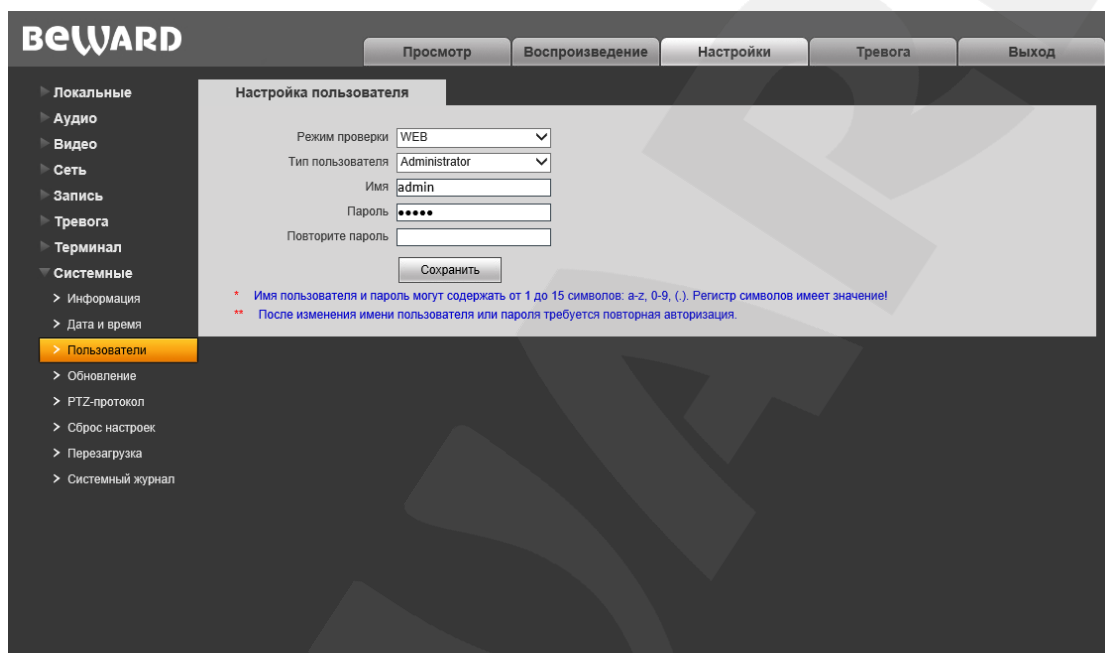 BEWARD
Просмотр Воспроизведение Настройки Тревога Выход
Локальные
Аудио
Видео
Сеть
Запись
Тревога
Терминал
Системные
> Информация
> Дата и время
> Пользователи
> Обновление
> PTZ-протокол
> Сброс настроек
> Перезагрузка
> Системный журнал
Настройка пользователя
Режим проверки WEB
Тип пользователя Administrator
Имя admin
Пароль •••••
Повторите пароль
Сохранить
* Имя пользователя и пароль могут содержать от 1 до 15 символов: a-z, 0-9, (.). Регистр символов имеет значение!
** После изменения имени пользователя или пароля требуется повторная авторизация.